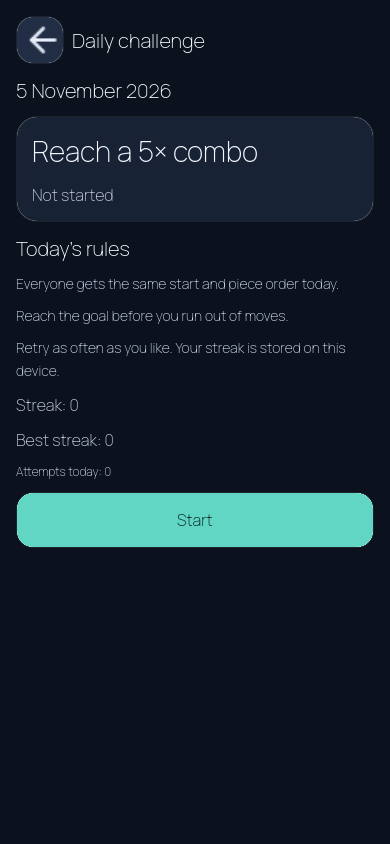 Daily challenge
5 November 2026
Reach a 5× combo
Not started
Today's rules
Everyone gets the same start and piece order today.
Reach the goal before you run out of moves.
Retry as often as you like. Your streak is stored on this
device.
Streak: 0
Best streak: 0
Attempts today: 0
Start